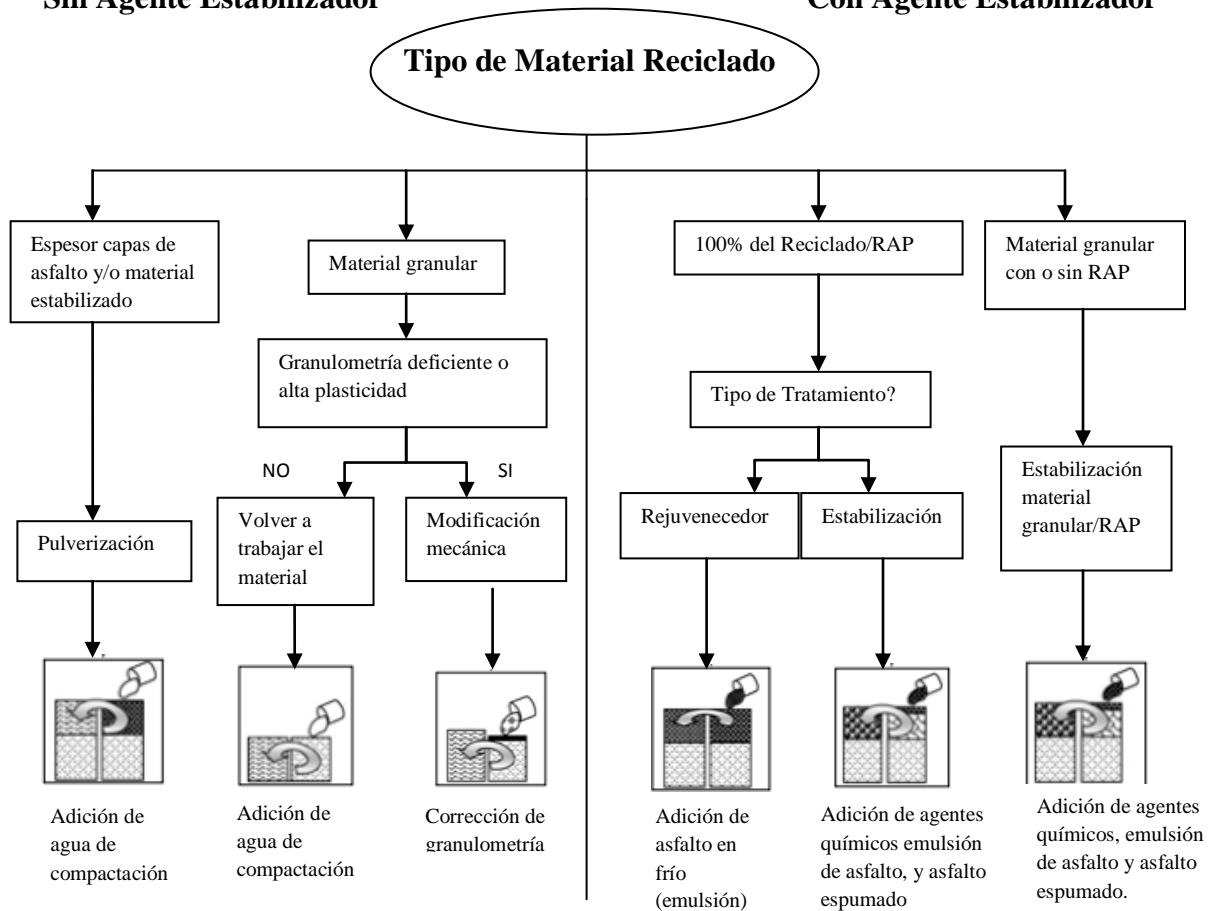 Sin Agente Estabilizador
Con Agente Estabilizador
Tipo de Material Reciclado
Espesor capas de
asfalto y/o material
estabilizado
Material granular
100% del Reciclado/RAP
Material granular
con o sin RAP
Granulometría deficiente o
alta plasticidad
Tipo de Tratamiento?
NO
SI
Pulverización
Volver a
trabajar el
material
Modificación
mecánica
Rejuvenecedor
Estabilización
Estabilización
material
granular/RAP
Adición de
agua de
compactación
Adición de
agua de
compactación
Corrección de
granulometría
Adición de
asfalto en
frío
(emulsión)
Adición de agentes
químicos emulsión
de asfalto, y asfalto
espumado
Adición de agentes
químicos, emulsión
de asfalto y asfalto
espumado.